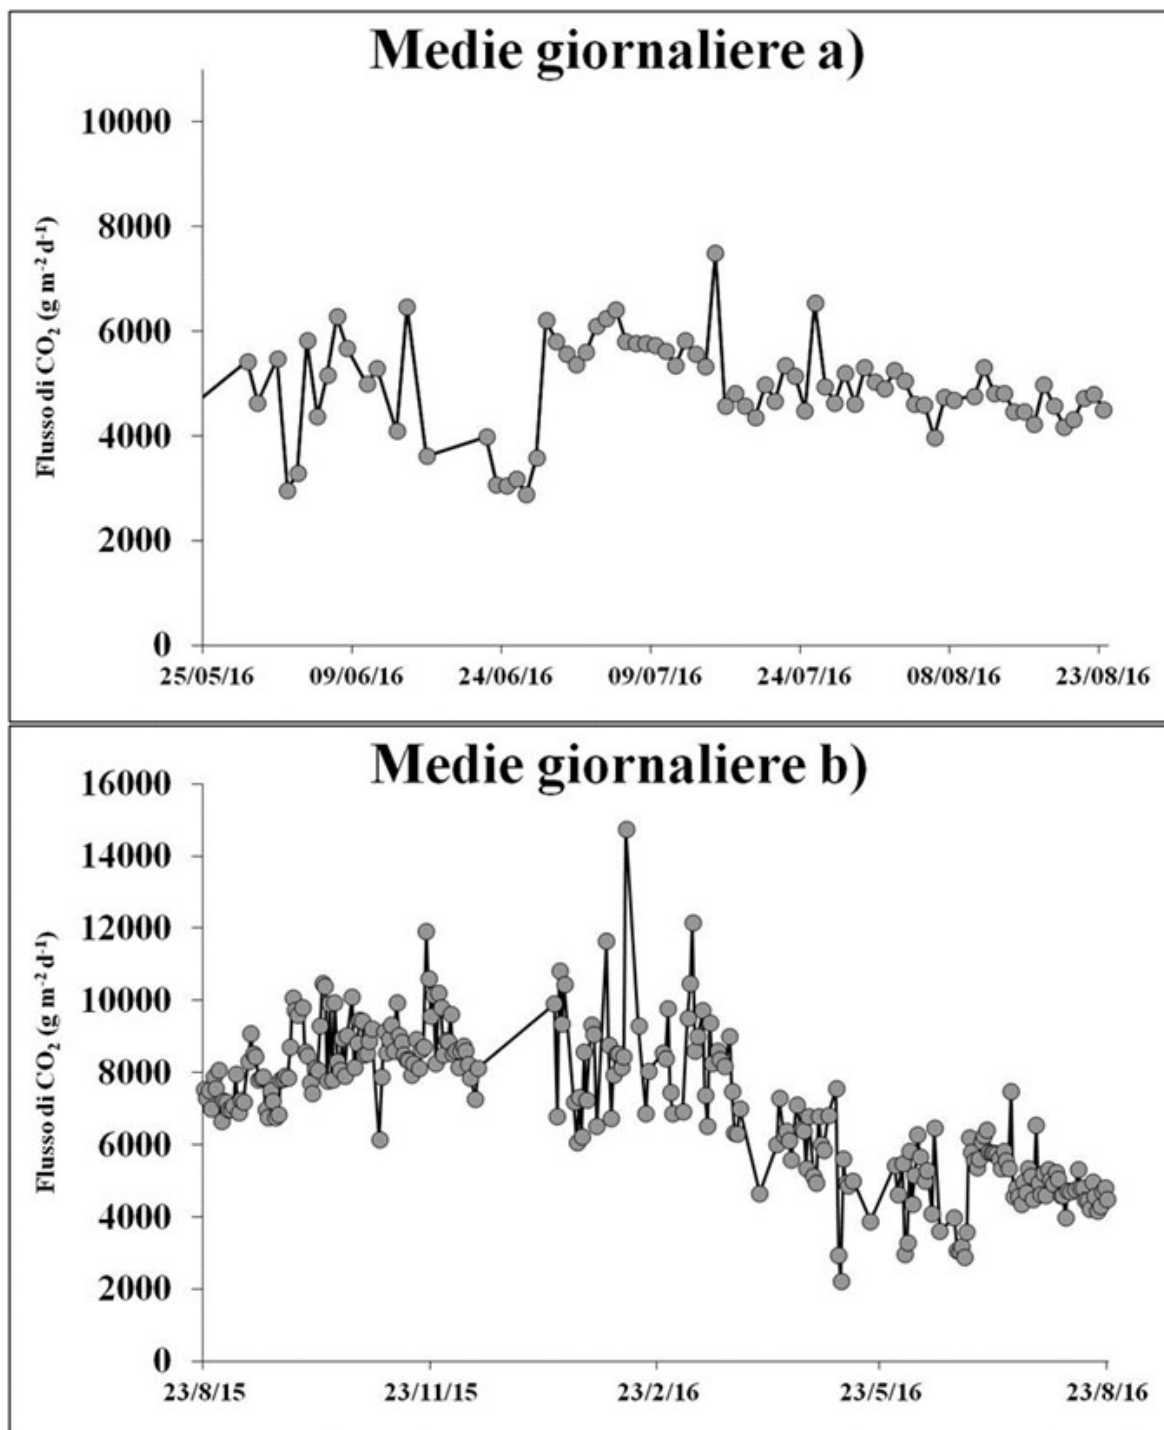 Medie giornaliere a)
Flusso di CO₂ (g m⁻² d⁻¹)
10000
8000
6000
4000
2000
0
25/05/16 09/06/16 24/06/16 09/07/16 24/07/16 08/08/16 23/08/16
Medie giornaliere b)
Flusso di CO₂ (g m⁻² d⁻¹)
16000
14000
12000
10000
8000
6000
4000
2000
0
23/8/15 23/11/15 23/2/16 23/5/16 23/8/16